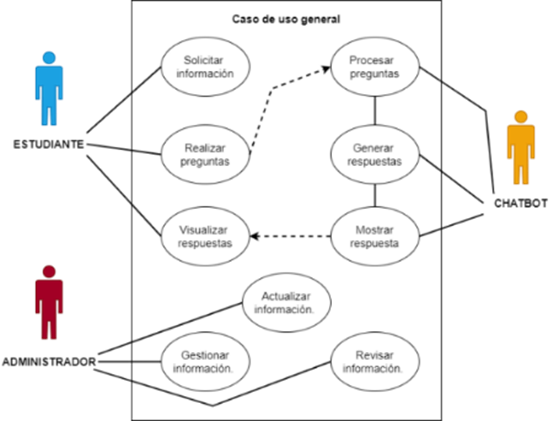 Caso de uso general
Solicitar
información
Procesar
preguntas
ESTUDIANTE
Realizar
preguntas
Generar
respuestas
CHATBOT
Visualizar
respuestas
Mostrar
respuesta
Actualizar
información.
ADMINISTRADOR
Gestionar
información.
Revisar
información.